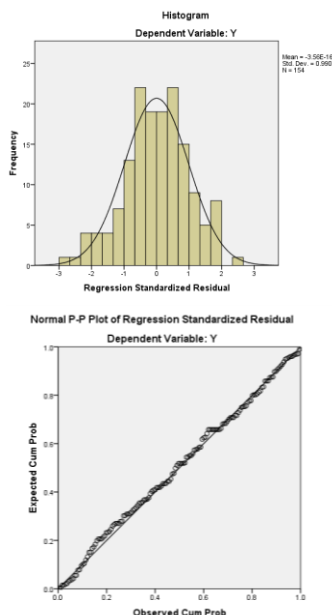 Histogram
Dependent Variable: Y
Mean = -3.56E-16
Std. Dev. = 0.990
N = 154
25
20
15
10
5
0
Frequency
-3 -2 -1 0 1 2 3
Regression Standardized Residual
Normal P-P Plot of Regression Standardized Residual
Dependent Variable: Y
1.0
0.8
0.6
0.4
0.2
0.0
Expected Cum Prob
0.0 0.2 0.4 0.6 0.8 1.0
Observed Cum Prob